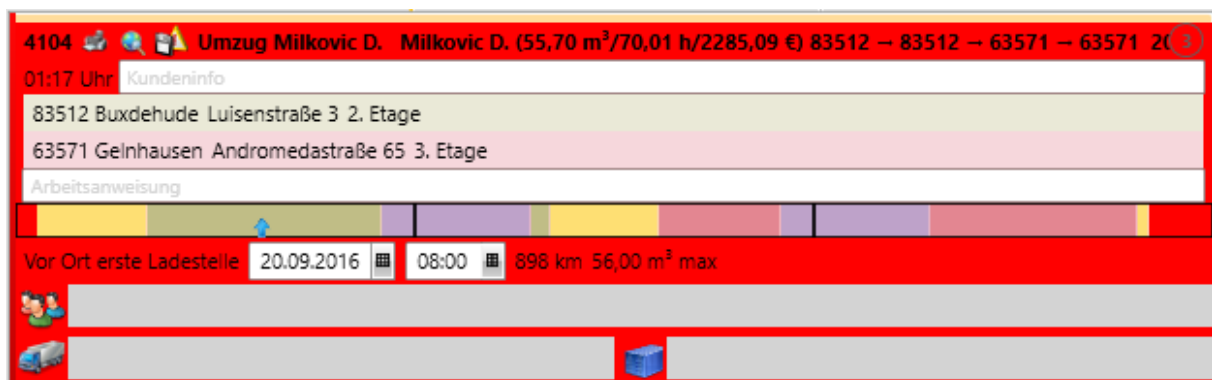 4104 Umzug Milkovic D. Milkovic D. (55,70 m³/70,01 h/2285,09 €) 83512 → 83512 → 63571 → 63571 3
01:17 Uhr Kundeninfo
83512 Buxdehude Luisenstraße 3 2. Etage
63571 Gelnhausen Andromedastraße 65 3. Etage
Arbeitsanweisung
Vor Ort erste Ladestelle 20.09.2016 08:00 898 km 56,00 m³ max